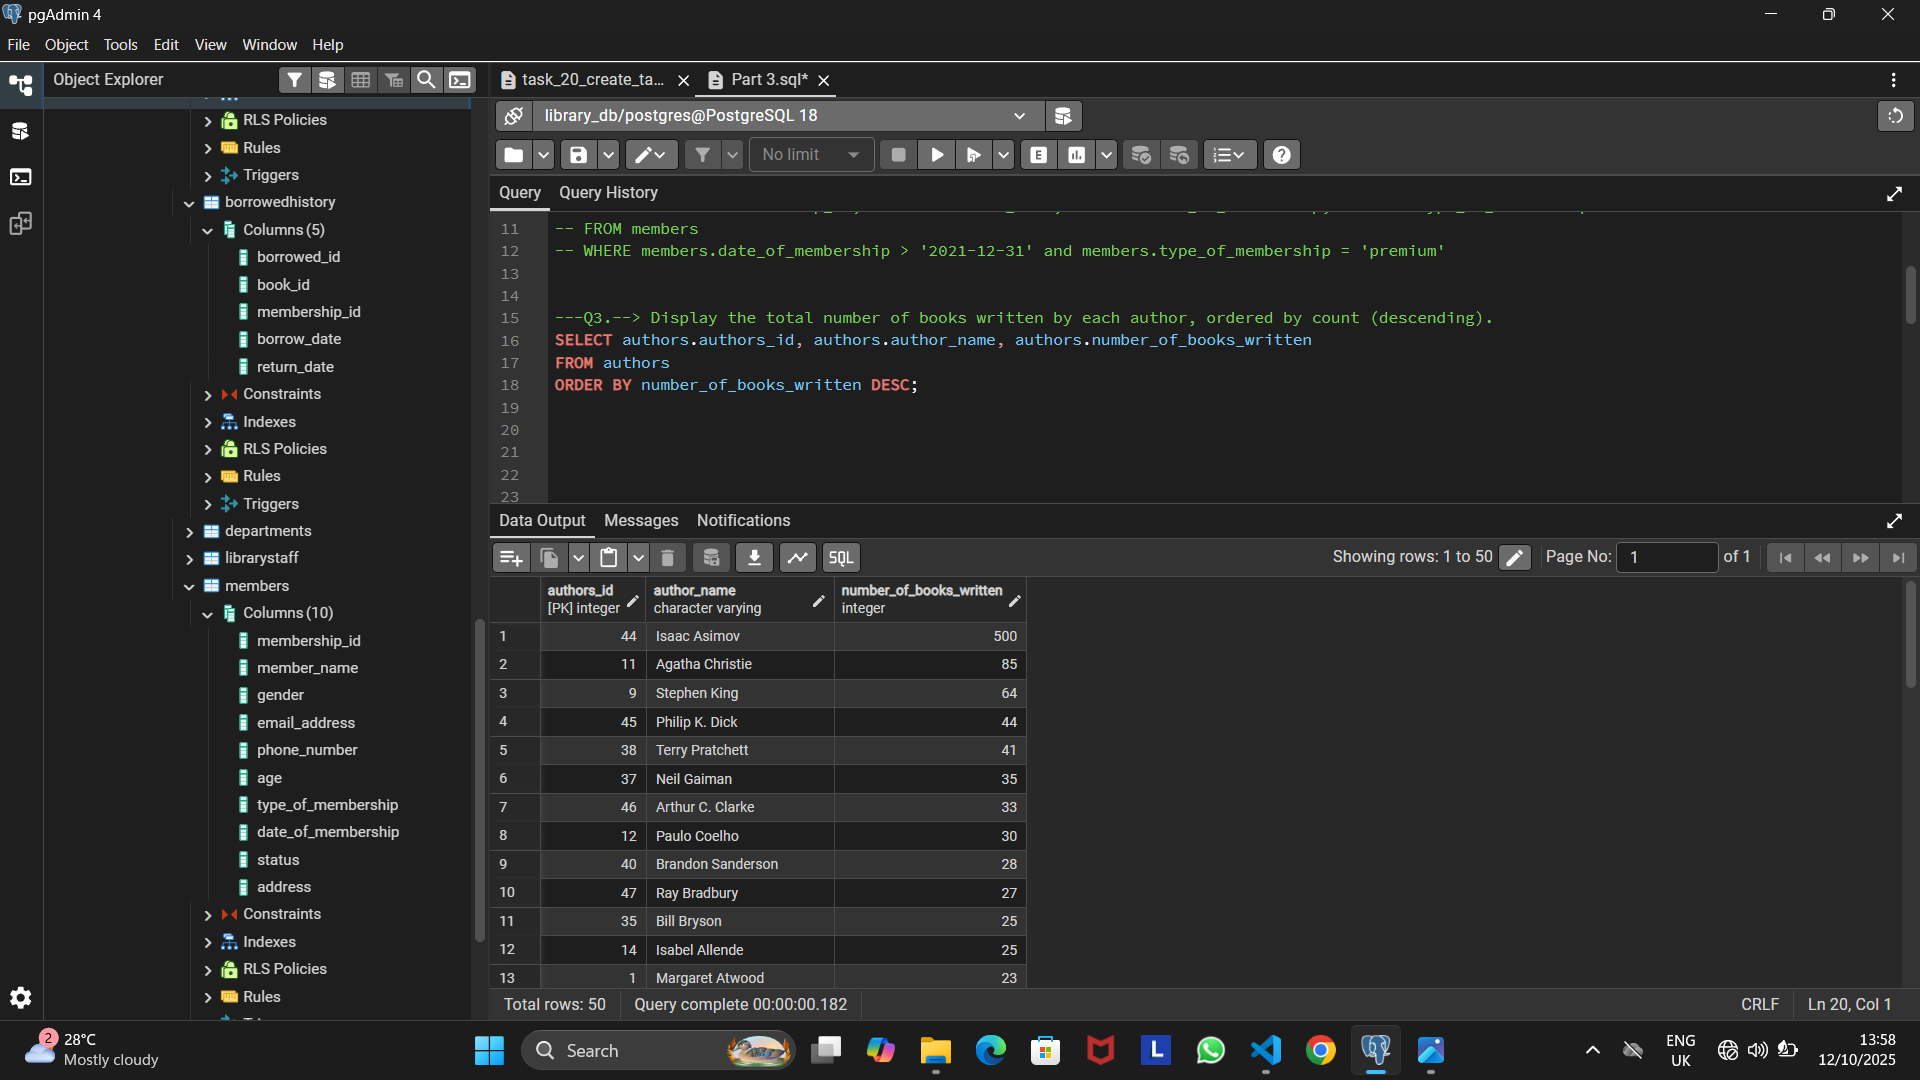 pgAdmin 4
File Object Tools Edit View Window Help
Object Explorer
RLS Policies
Rules
Triggers
borrowedhistory
Columns (5)
borrowed_id
book_id
membership_id
borrow_date
return_date
Constraints
Indexes
RLS Policies
Rules
Triggers
departments
librarystaff
members
Columns (10)
membership_id
member_name
gender
email_address
phone_number
age
type_of_membership
date_of_membership
status
address
Constraints
Indexes
RLS Policies
Rules
task_20_create_ta... Part 3.sql*
library_db/postgres@PostgreSQL 18
No limit
E
Query Query History
11 -- FROM members
12 -- WHERE members.date_of_membership > '2021-12-31' and members.type_of_membership = 'premium'
13
14
15 ---Q3.--> Display the total number of books written by each author, ordered by count (descending).
16 SELECT authors.authors_id, authors.author_name, authors.number_of_books_written
17 FROM authors
18 ORDER BY number_of_books_written DESC;
19
20
21
22
23
Data Output Messages Notifications
SQL Showing rows: 1 to 50 Page No: 1 of 1
authors_id author_name number_of_books_written
[PK] integer character varying integer
1 44 Isaac Asimov 500
2 11 Agatha Christie 85
3 9 Stephen King 64
4 45 Philip K. Dick 44
5 38 Terry Pratchett 41
6 37 Neil Gaiman 35
7 46 Arthur C. Clarke 33
8 12 Paulo Coelho 30
9 40 Brandon Sanderson 28
10 47 Ray Bradbury 27
11 35 Bill Bryson 25
12 14 Isabel Allende 25
13 1 Margaret Atwood 23
Total rows: 50 Query complete 00:00:00.182 CRLF Ln 20, Col 1
2
28°C
Mostly cloudy
Search
L
ENG
UK
13:58
12/10/2025